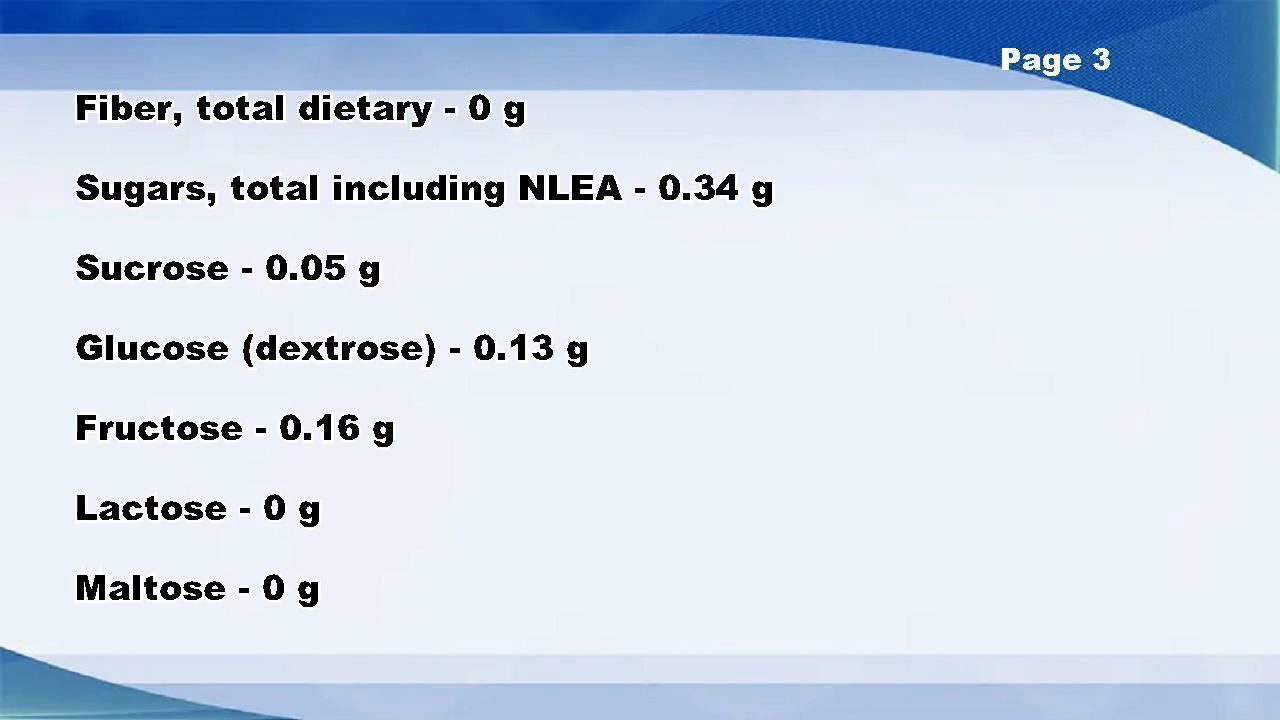 Page 3
Fiber, total dietary - 0 g
Sugars, total including NLEA - 0.34 g
Sucrose - 0.05 g
Glucose (dextrose) - 0.13 g
Fructose - 0.16 g
Lactose - 0 g
Maltose - 0 g